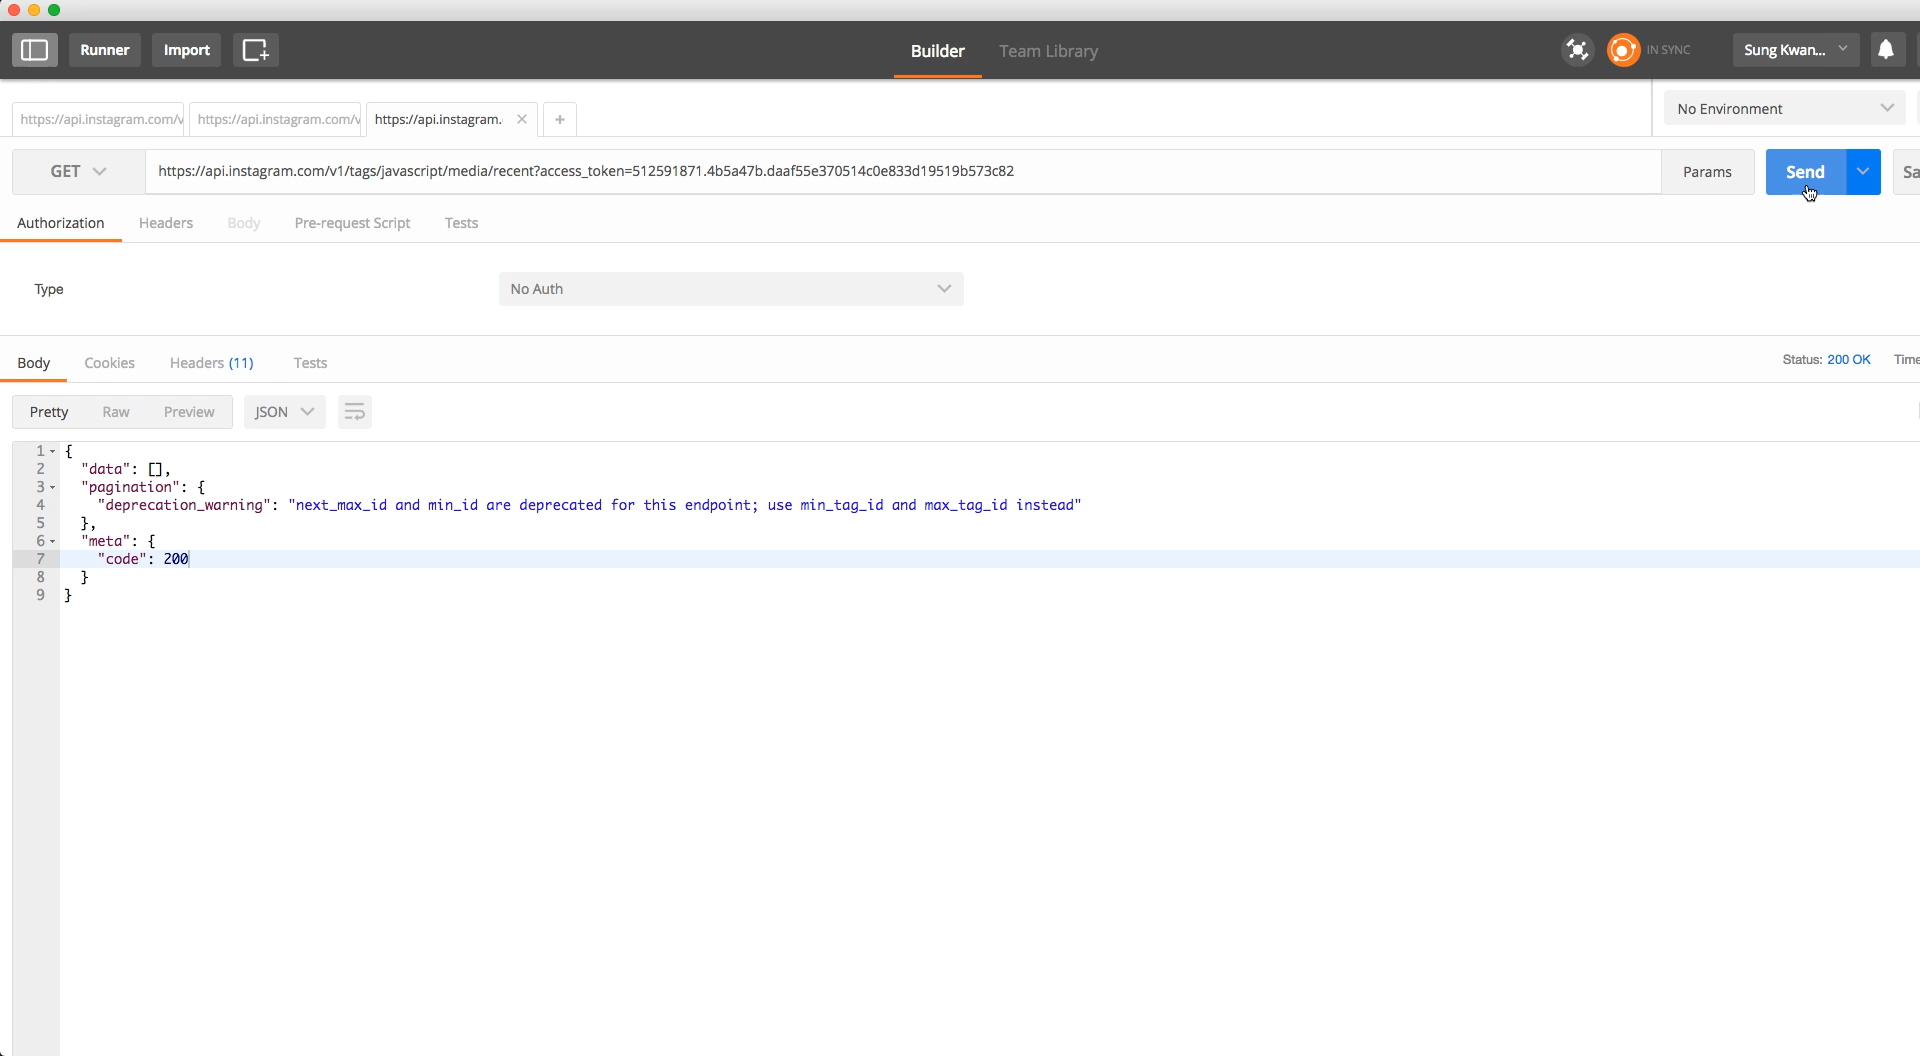 Runner Import Builder Team Library IN SYNC Sung Kwan...
https://api.instagram.com/v https://api.instagram.com/v https://api.instagram. No Environment
GET https://api.instagram.com/v1/tags/javascript/media/recent?access_token=512591871.4b5a47b.daaf55e370514c0e833d19519b573c82 Params Send Sa
Authorization Headers Body Pre-request Script Tests
Type No Auth
Body Cookies Headers (11) Tests Status: 200 OK Time
Pretty Raw Preview JSON
1 {
2 "data": [],
3 "pagination": {
4 "deprecation_warning": "next_max_id and min_id are deprecated for this endpoint; use min_tag_id and max_tag_id instead"
5 },
6 "meta": {
7 "code": 200
8 }
9 }